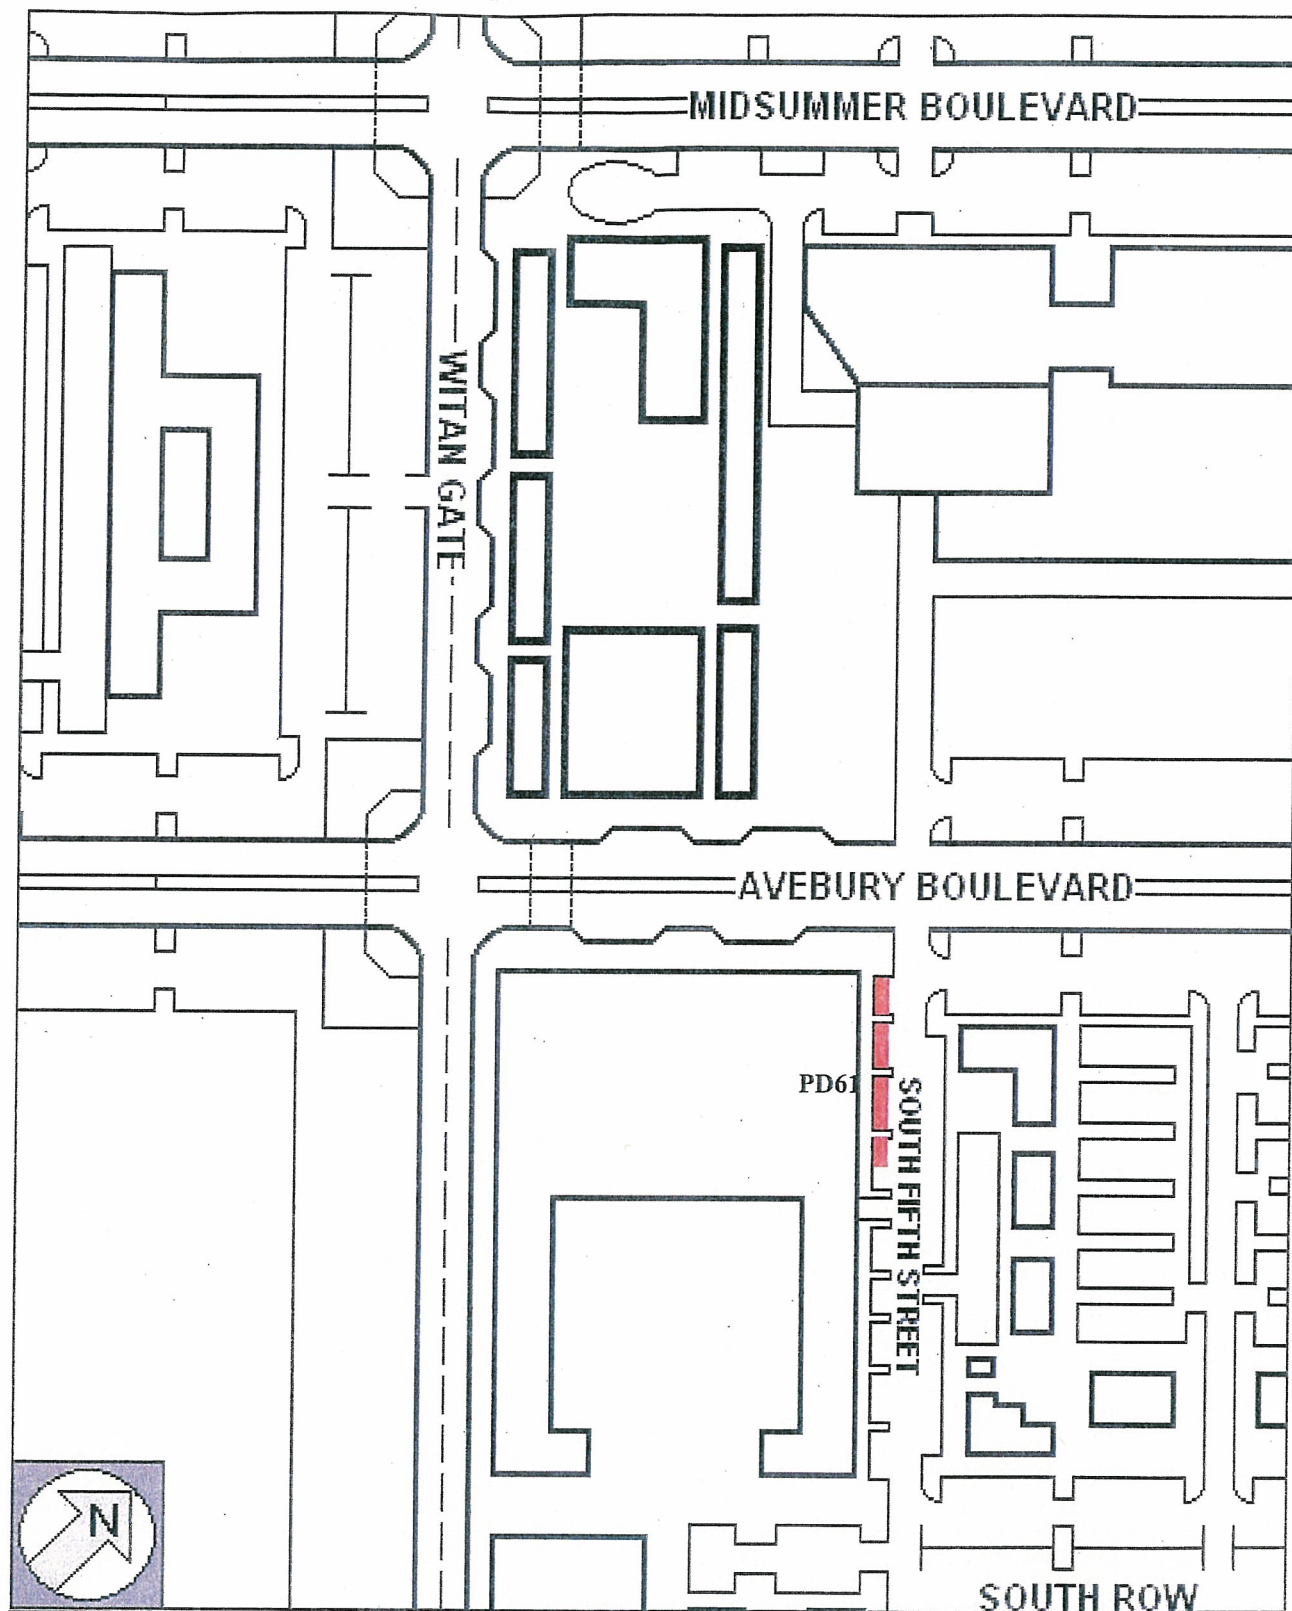 MIDSUMMER BOULEVARD
WITAN GATE
AVEBURY BOULEVARD
PD61
SOUTH FIFTH STREET
N
SOUTH ROW